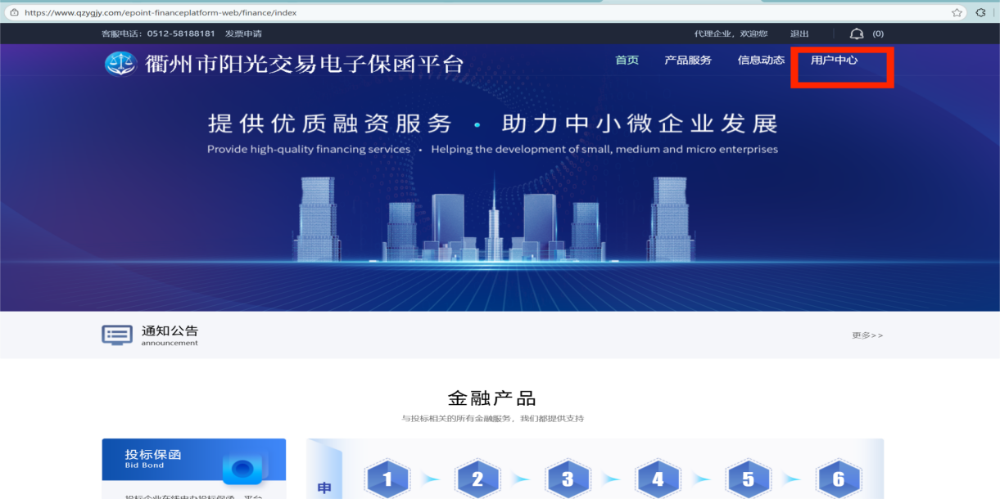 https://www.qzygjy.com/epoint-financeplatform-web/finance/index
客服电话：0512-58188181 发票申请 代理企业，欢迎您 退出 (0)
衢州市阳光交易电子保函平台 首页 产品服务 信息动态 用户中心
提供优质融资服务 · 助力中小微企业发展
Provide high-quality financing services · Helping the development of small, medium and micro enterprises
通知公告
announcement
更多>>
金融产品
与投标相关的所有金融服务，我们都提供支持
投标保函
Bid Bond
申 1 2 3 4 5 6